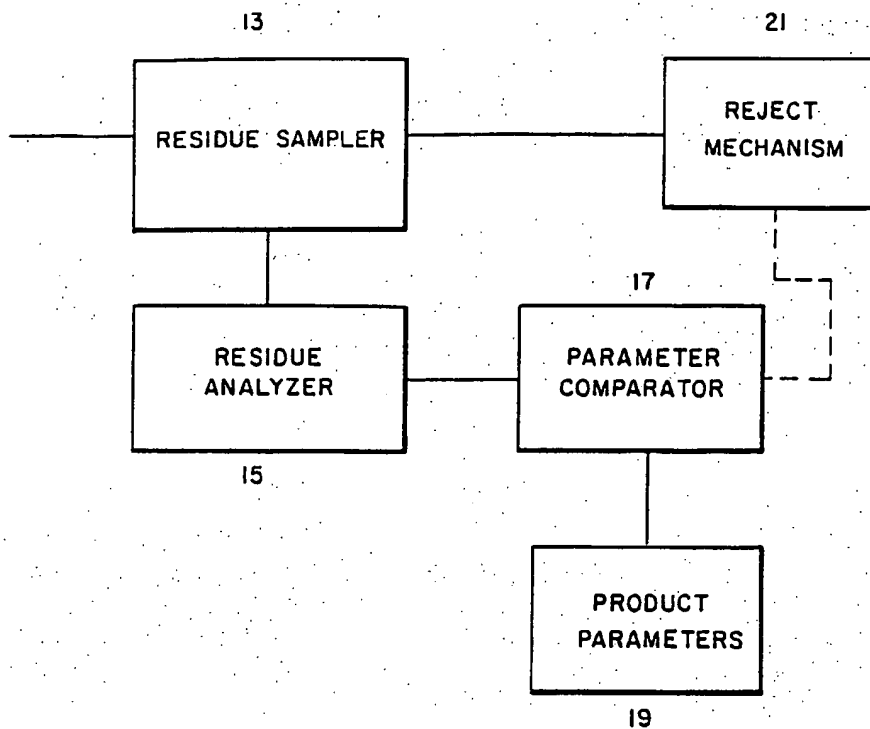 13
21
RESIDUE SAMPLER
REJECT
MECHANISM
17
RESIDUE
ANALYZER
PARAMETER
COMPARATOR
15
PRODUCT
PARAMETERS
19